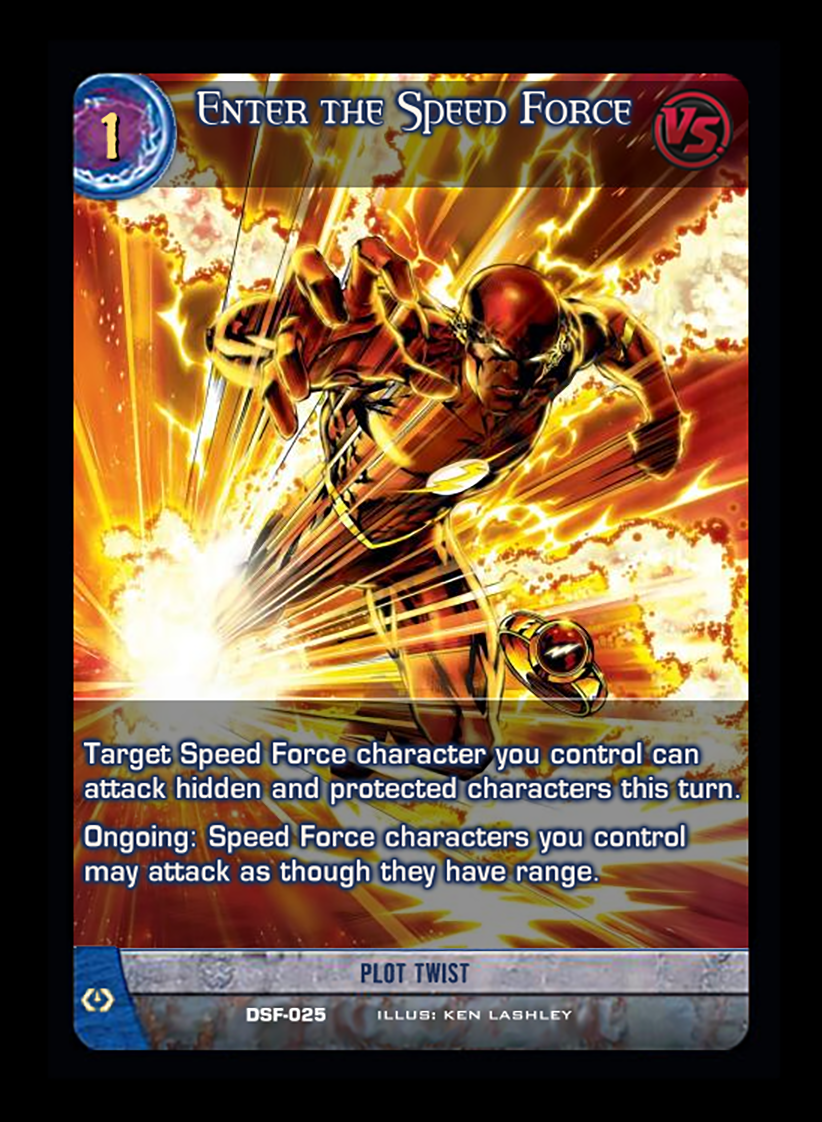 1
Enter the Speed Force
VS.
Target Speed Force character you control can
attack hidden and protected characters this turn.
Ongoing: Speed Force characters you control
may attack as though they have range.
PLOT TWIST
DSF-025 ILLUS: KEN LASHLEY